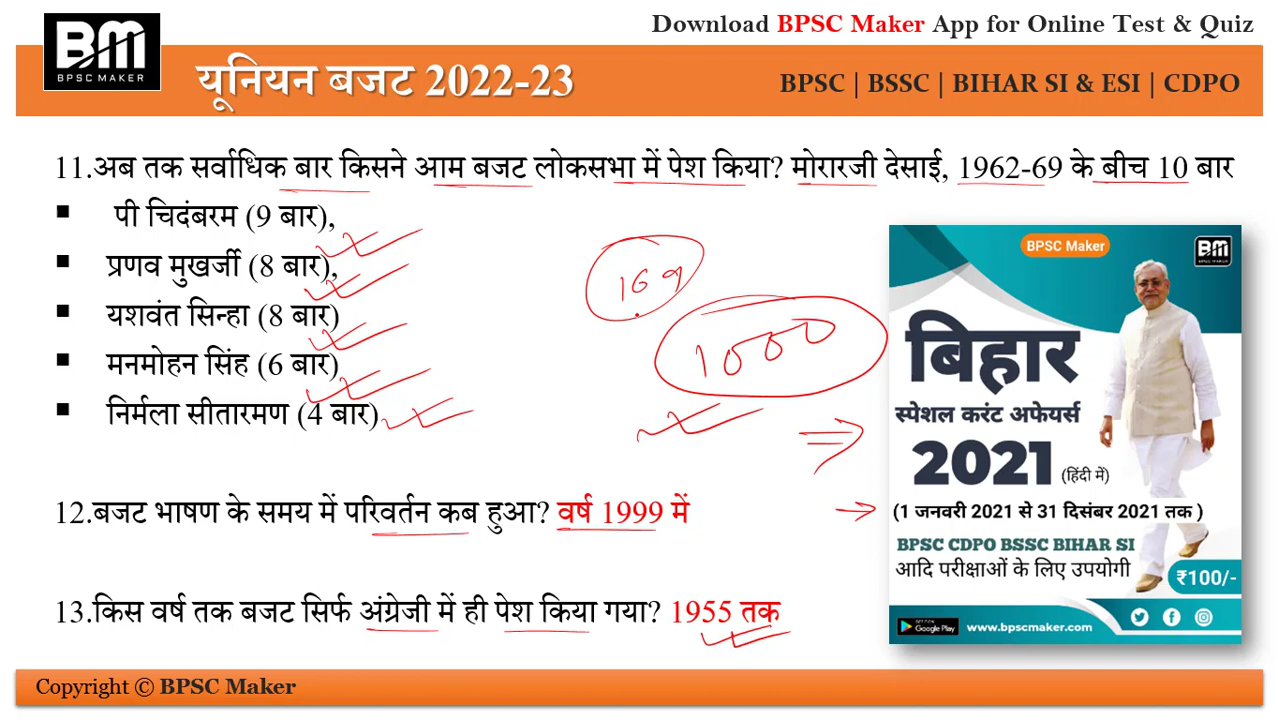 Download BPSC Maker App for Online Test & Quiz
BM
BPSC MAKER
यूनियन बजट 2022-23
BPSC | BSSC | BIHAR SI & ESI | CDPO
11.अब तक सर्वाधिक बार किसने आम बजट लोकसभा में पेश किया? मोरारजी देसाई, 1962-69 के बीच 10 बार
▪ पी चिदंबरम (9 बार),
▪ प्रणव मुखर्जी (8 बार),
▪ यशवंत सिन्हा (8 बार)
▪ मनमोहन सिंह (6 बार)
▪ निर्मला सीतारमण (4 बार)
1000
12.बजट भाषण के समय में परिवर्तन कब हुआ? वर्ष 1999 में
13.किस वर्ष तक बजट सिर्फ अंग्रेजी में ही पेश किया गया? 1955 तक
BPSC Maker
BM
बिहार
स्पेशल करंट अफेयर्स
2021 (हिंदी में)
(1 जनवरी 2021 से 31 दिसंबर 2021 तक )
BPSC CDPO BSSC BIHAR SI
आदि परीक्षाओं के लिए उपयोगी
₹100/-
Google Play
www.bpscmaker.com
Copyright © BPSC Maker